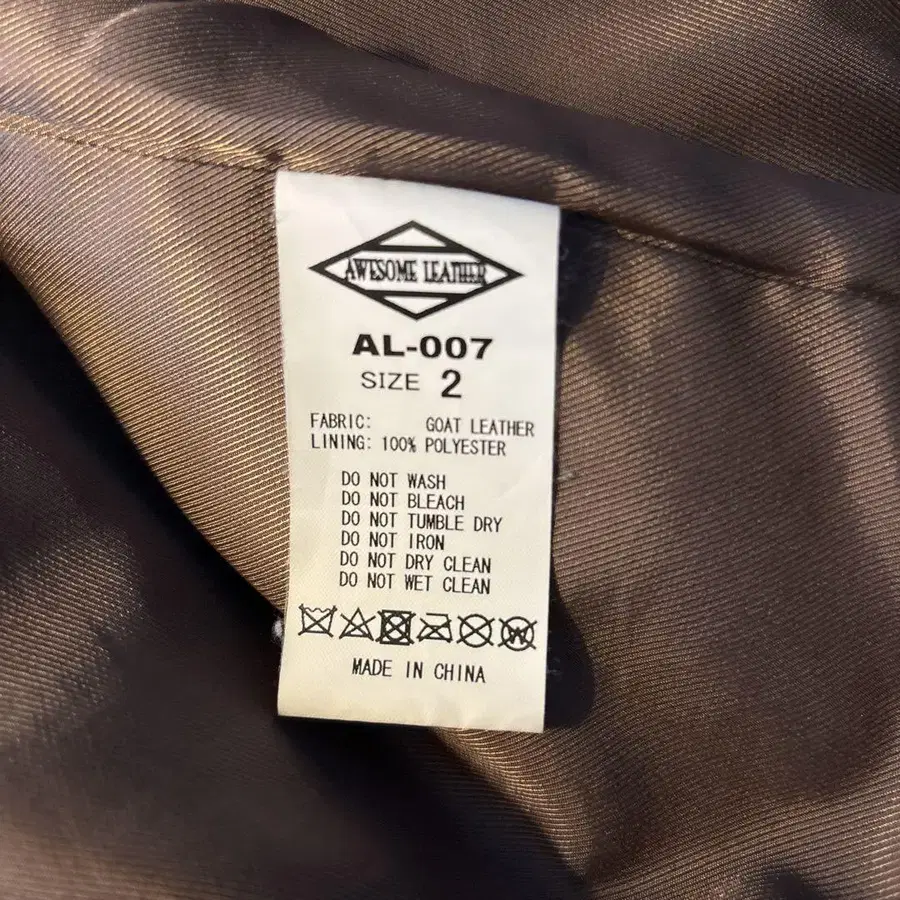 AWESOME LEATHER
AL-007
SIZE 2
FABRIC: GOAT LEATHER
LINING: 100% POLYESTER
DO NOT WASH
DO NOT BLEACH
DO NOT TUMBLE DRY
DO NOT IRON
DO NOT DRY CLEAN
DO NOT WET CLEAN
W
MADE IN CHINA